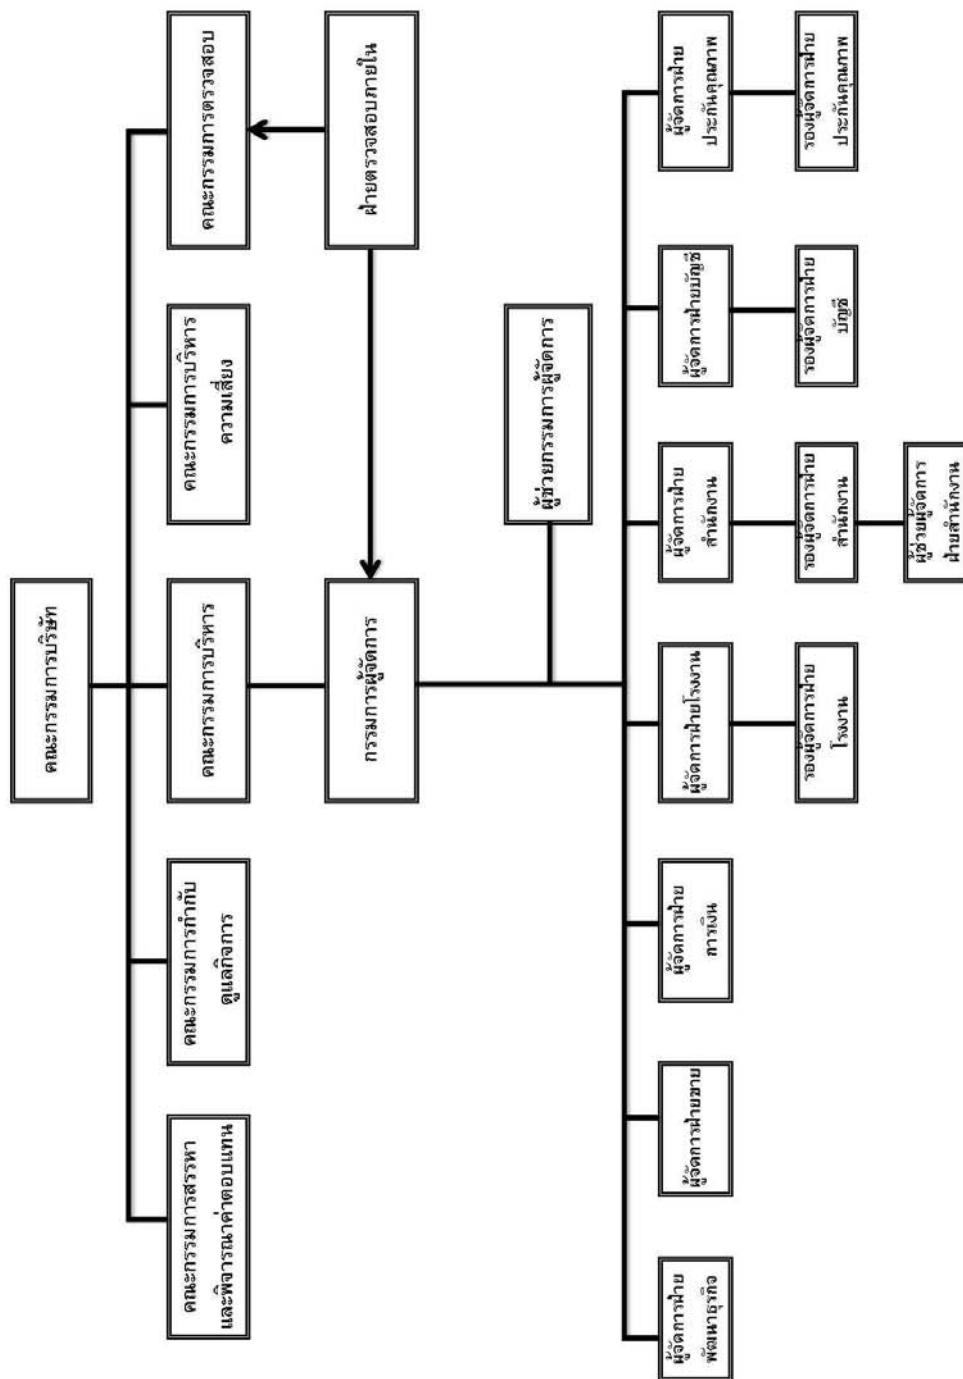 คณะกรรมการบริษัท
คณะกรรมการสรรหา
และพิจารณาค่าตอบแทน
คณะกรรมการกำกับ
ดูแลกิจการ
คณะกรรมการบริหาร
คณะกรรมการบริหาร
ความเสี่ยง
คณะกรรมการตรวจสอบ
กรรมการผู้จัดการ
ฝ่ายตรวจสอบภายใน
ผู้ช่วยกรรมการผู้จัดการ
ผู้จัดการฝ่าย
พัฒนาธุรกิจ
ผู้จัดการฝ่ายขาย
ผู้จัดการฝ่าย
การเงิน
ผู้จัดการฝ่ายโรงงาน
ผู้จัดการฝ่าย
สำนักงาน
ผู้จัดการฝ่ายบัญชี
ผู้จัดการฝ่าย
ประกันคุณภาพ
รองผู้จัดการฝ่าย
โรงงาน
รองผู้จัดการฝ่าย
สำนักงาน
รองผู้จัดการฝ่าย
บัญชี
รองผู้จัดการฝ่าย
ประกันคุณภาพ
ผู้ช่วยผู้จัดการ
ฝ่ายสำนักงาน